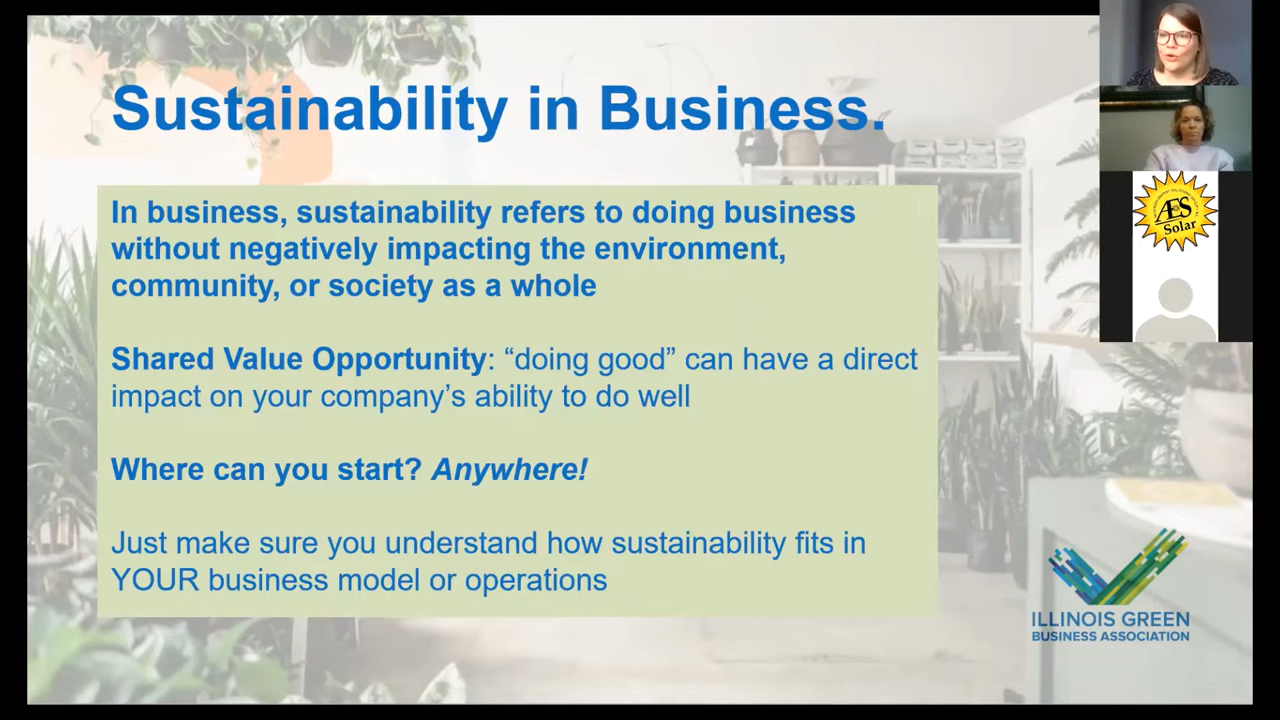 Sustainability in Business.
In business, sustainability refers to doing business
without negatively impacting the environment,
community, or society as a whole
Shared Value Opportunity: “doing good” can have a direct
impact on your company’s ability to do well
Where can you start? Anywhere!
Just make sure you understand how sustainability fits in
YOUR business model or operations
ILLINOIS GREEN
BUSINESS ASSOCIATION
AES
Solar